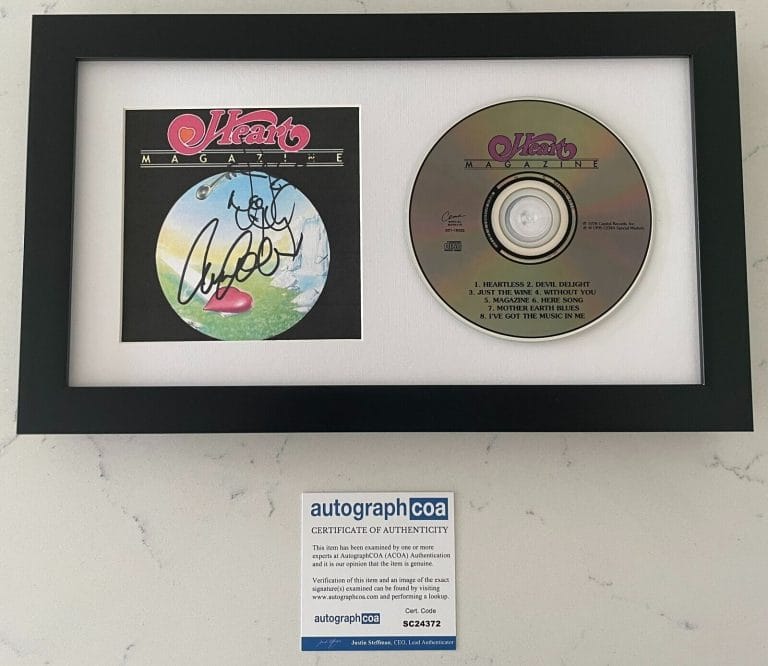 Heart
MAGAZINE
Heart
MAGAZINE
1. HEARTLESS 2. DEVIL DELIGHT
3. JUST THE WINE 4. WITHOUT YOU
5. MAGAZINE 6. HERE SONG
7. MOTHER EARTH BLUES
8. I'VE GOT THE MUSIC IN ME
autographcoa
CERTIFICATE OF AUTHENTICITY
This item has been examined by one or more
experts at AutographCOA (ACOA) Authentication
and it is our opinion that the item is genuine.
Verification of this item and an image of the exact
signature(s) examined can be found by visiting
www.autographcoa.com and performing a lookup.
autographcoa
Cert. Code
SC24372
Justin Steffman, CEO, Lead Authenticator